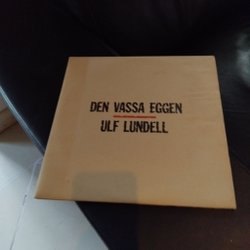 DEN VASSA EGGEN
ULF LUNDELL